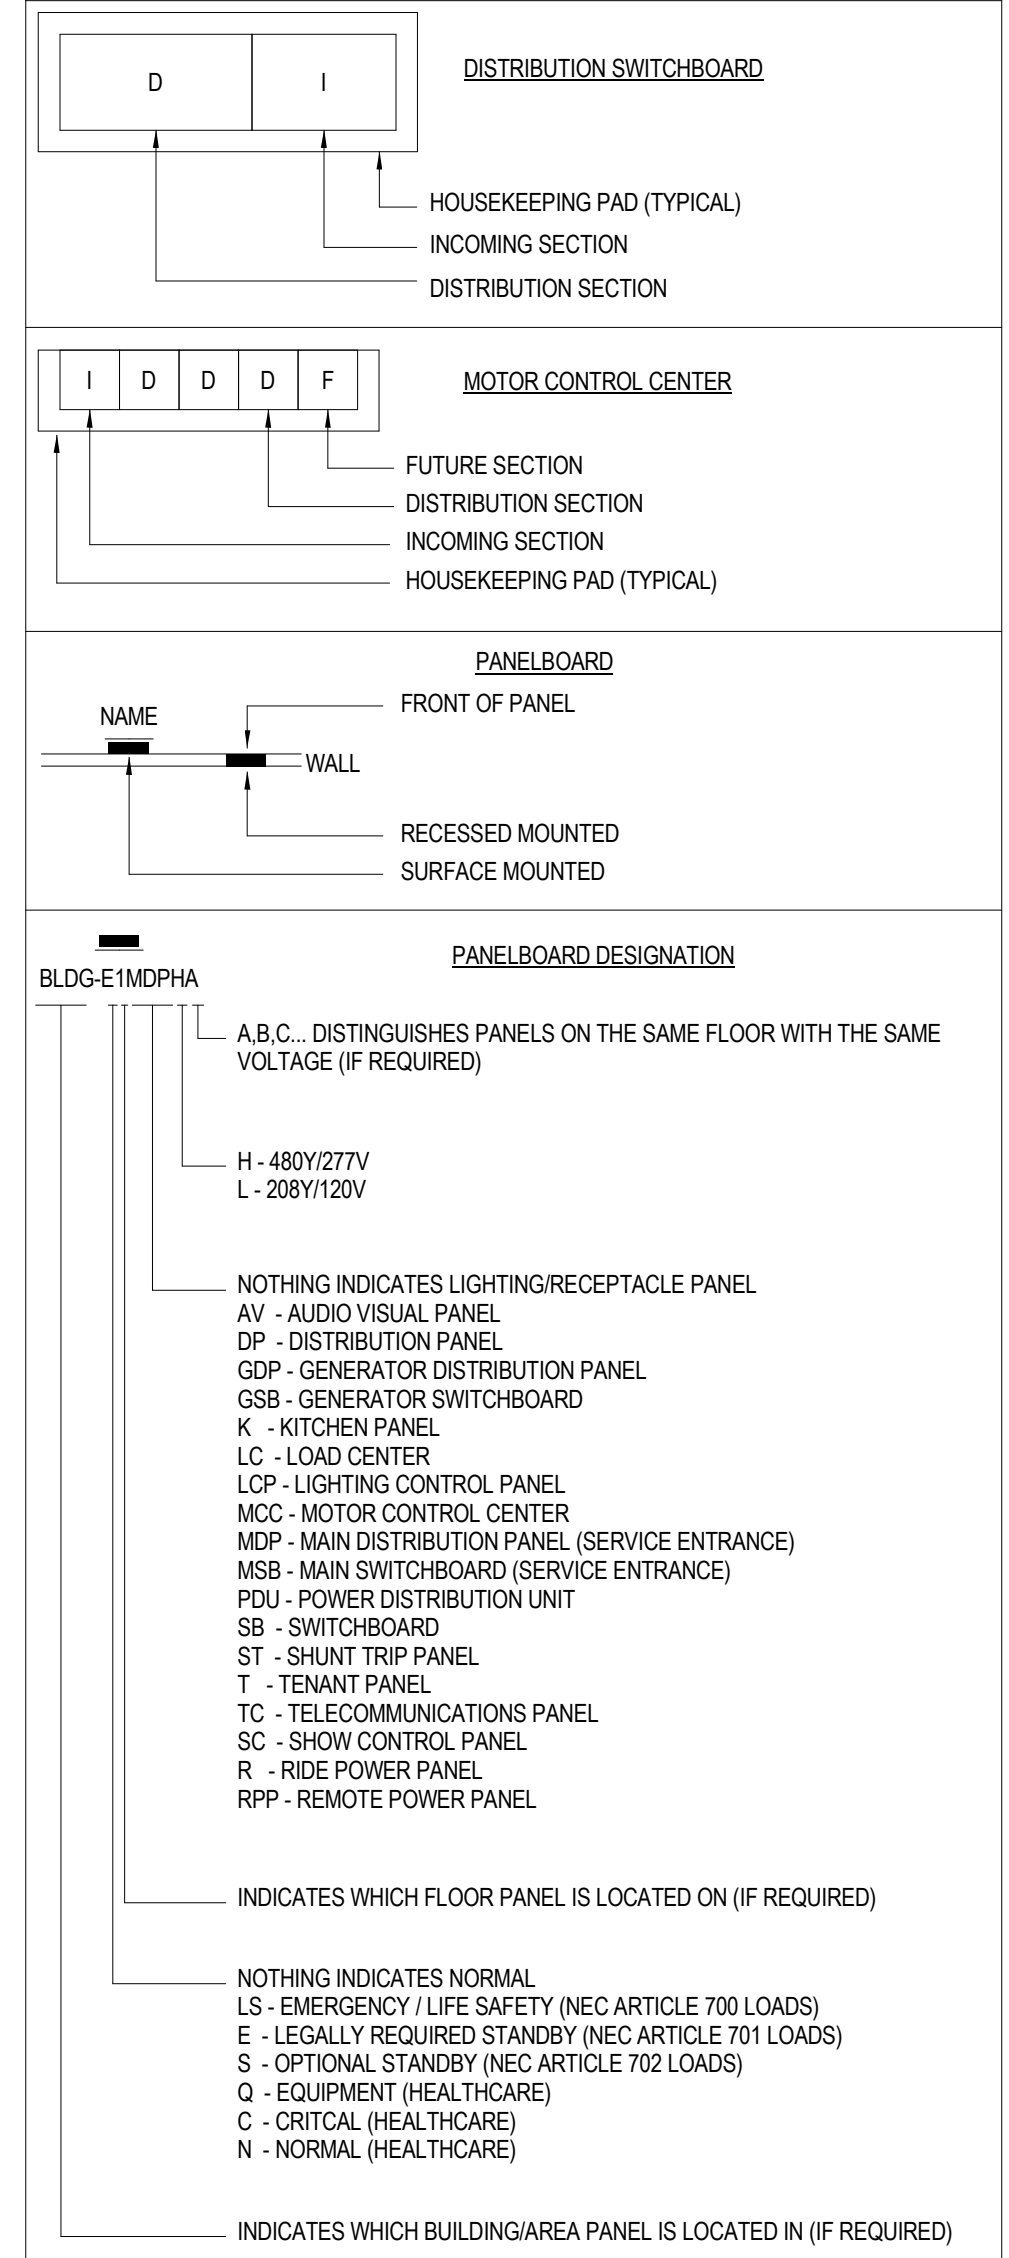 D I
DISTRIBUTION SWITCHBOARD
HOUSEKEEPING PAD (TYPICAL)
INCOMING SECTION
DISTRIBUTION SECTION
I D D D F
MOTOR CONTROL CENTER
FUTURE SECTION
DISTRIBUTION SECTION
INCOMING SECTION
HOUSEKEEPING PAD (TYPICAL)
PANELBOARD
FRONT OF PANEL
NAME
WALL
RECESSED MOUNTED
SURFACE MOUNTED
PANELBOARD DESIGNATION
BLDG-E1MDPHA
A,B,C... DISTINGUISHES PANELS ON THE SAME FLOOR WITH THE SAME
VOLTAGE (IF REQUIRED)
H - 480Y/277V
L - 208Y/120V
NOTHING INDICATES LIGHTING/RECEPTACLE PANEL
AV - AUDIO VISUAL PANEL
DP - DISTRIBUTION PANEL
GDP - GENERATOR DISTRIBUTION PANEL
GSB - GENERATOR SWITCHBOARD
K - KITCHEN PANEL
LC - LOAD CENTER
LCP - LIGHTING CONTROL PANEL
MCC - MOTOR CONTROL CENTER
MDP - MAIN DISTRIBUTION PANEL (SERVICE ENTRANCE)
MSB - MAIN SWITCHBOARD (SERVICE ENTRANCE)
PDU - POWER DISTRIBUTION UNIT
SB - SWITCHBOARD
ST - SHUNT TRIP PANEL
T - TENANT PANEL
TC - TELECOMMUNICATIONS PANEL
SC - SHOW CONTROL PANEL
R - RIDE POWER PANEL
RPP - REMOTE POWER PANEL
INDICATES WHICH FLOOR PANEL IS LOCATED ON (IF REQUIRED)
NOTHING INDICATES NORMAL
LS - EMERGENCY / LIFE SAFETY (NEC ARTICLE 700 LOADS)
E - LEGALLY REQUIRED STANDBY (NEC ARTICLE 701 LOADS)
S - OPTIONAL STANDBY (NEC ARTICLE 702 LOADS)
Q - EQUIPMENT (HEALTHCARE)
C - CRITCAL (HEALTHCARE)
N - NORMAL (HEALTHCARE)
INDICATES WHICH BUILDING/AREA PANEL IS LOCATED IN (IF REQUIRED)